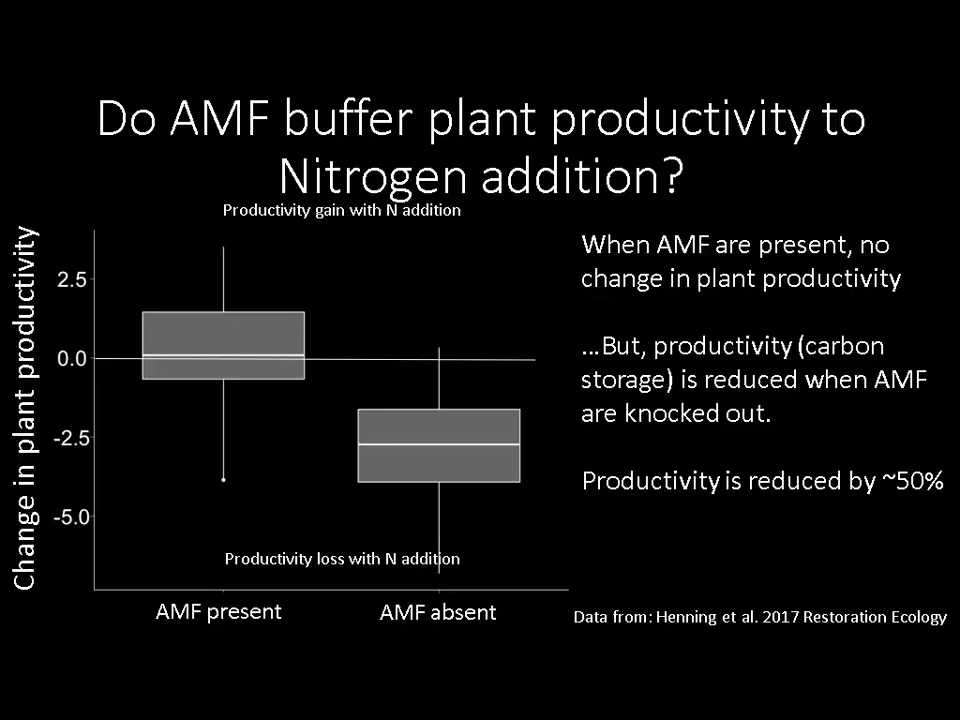 Do AMF buffer plant productivity to
Nitrogen addition?
Productivity gain with N addition
Change in plant productivity
2.5
0.0
-2.5
-5.0
Productivity loss with N addition
AMF present
AMF absent
When AMF are present, no
change in plant productivity
...But, productivity (carbon
storage) is reduced when AMF
are knocked out.
Productivity is reduced by ~50%
Data from: Henning et al. 2017 Restoration Ecology